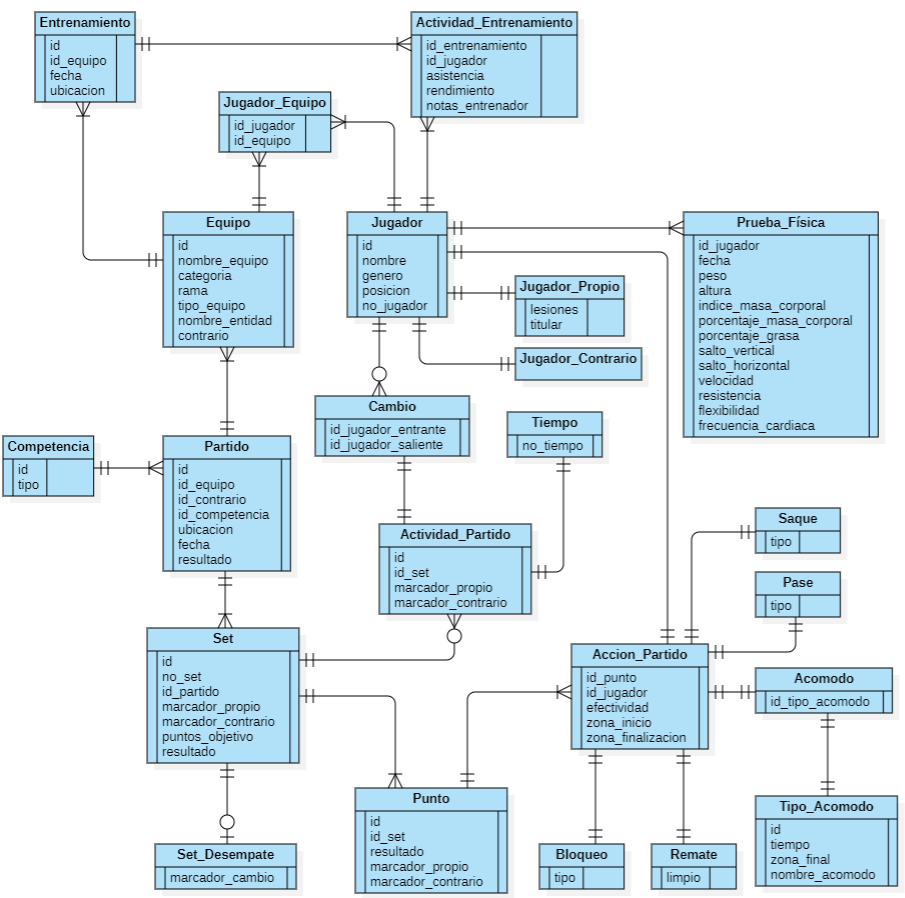 Entrenamiento
id
id_equipo
fecha
ubicacion
Actividad_Entrenamiento
id_entrenamiento
id_jugador
asistencia
rendimiento
notas_entrenador
Jugador_Equipo
id_jugador
id_equipo
Equipo
id
nombre_equipo
categoria
rama
tipo_equipo
nombre_entidad
contrario
Jugador
id
nombre
genero
posicion
no_jugador
Prueba_Física
id_jugador
fecha
peso
altura
indice_masa_corporal
porcentaje_masa_corporal
porcentaje_grasa
salto_vertical
salto_horizontal
velocidad
resistencia
flexibilidad
frecuencia_cardiaca
Jugador_Propio
lesiones
titular
Jugador_Contrario
Cambio
id_jugador_entrante
id_jugador_saliente
Tiempo
no_tiempo
Competencia
id
tipo
Partido
id
id_equipo
id_contrario
id_competencia
ubicacion
fecha
resultado
Actividad_Partido
id
id_set
marcador_propio
marcador_contrario
Saque
tipo
Pase
tipo
Set
id
no_set
id_partido
marcador_propio
marcador_contrario
puntos_objetivo
resultado
Accion_Partido
id_punto
id_jugador
efectividad
zona_inicio
zona_finalizacion
Acomodo
id_tipo_acomodo
Punto
id
id_set
resultado
marcador_propio
marcador_contrario
Tipo_Acomodo
id
tiempo
zona_final
nombre_acomodo
Set_Desempate
marcador_cambio
Bloqueo
tipo
Remate
limpio